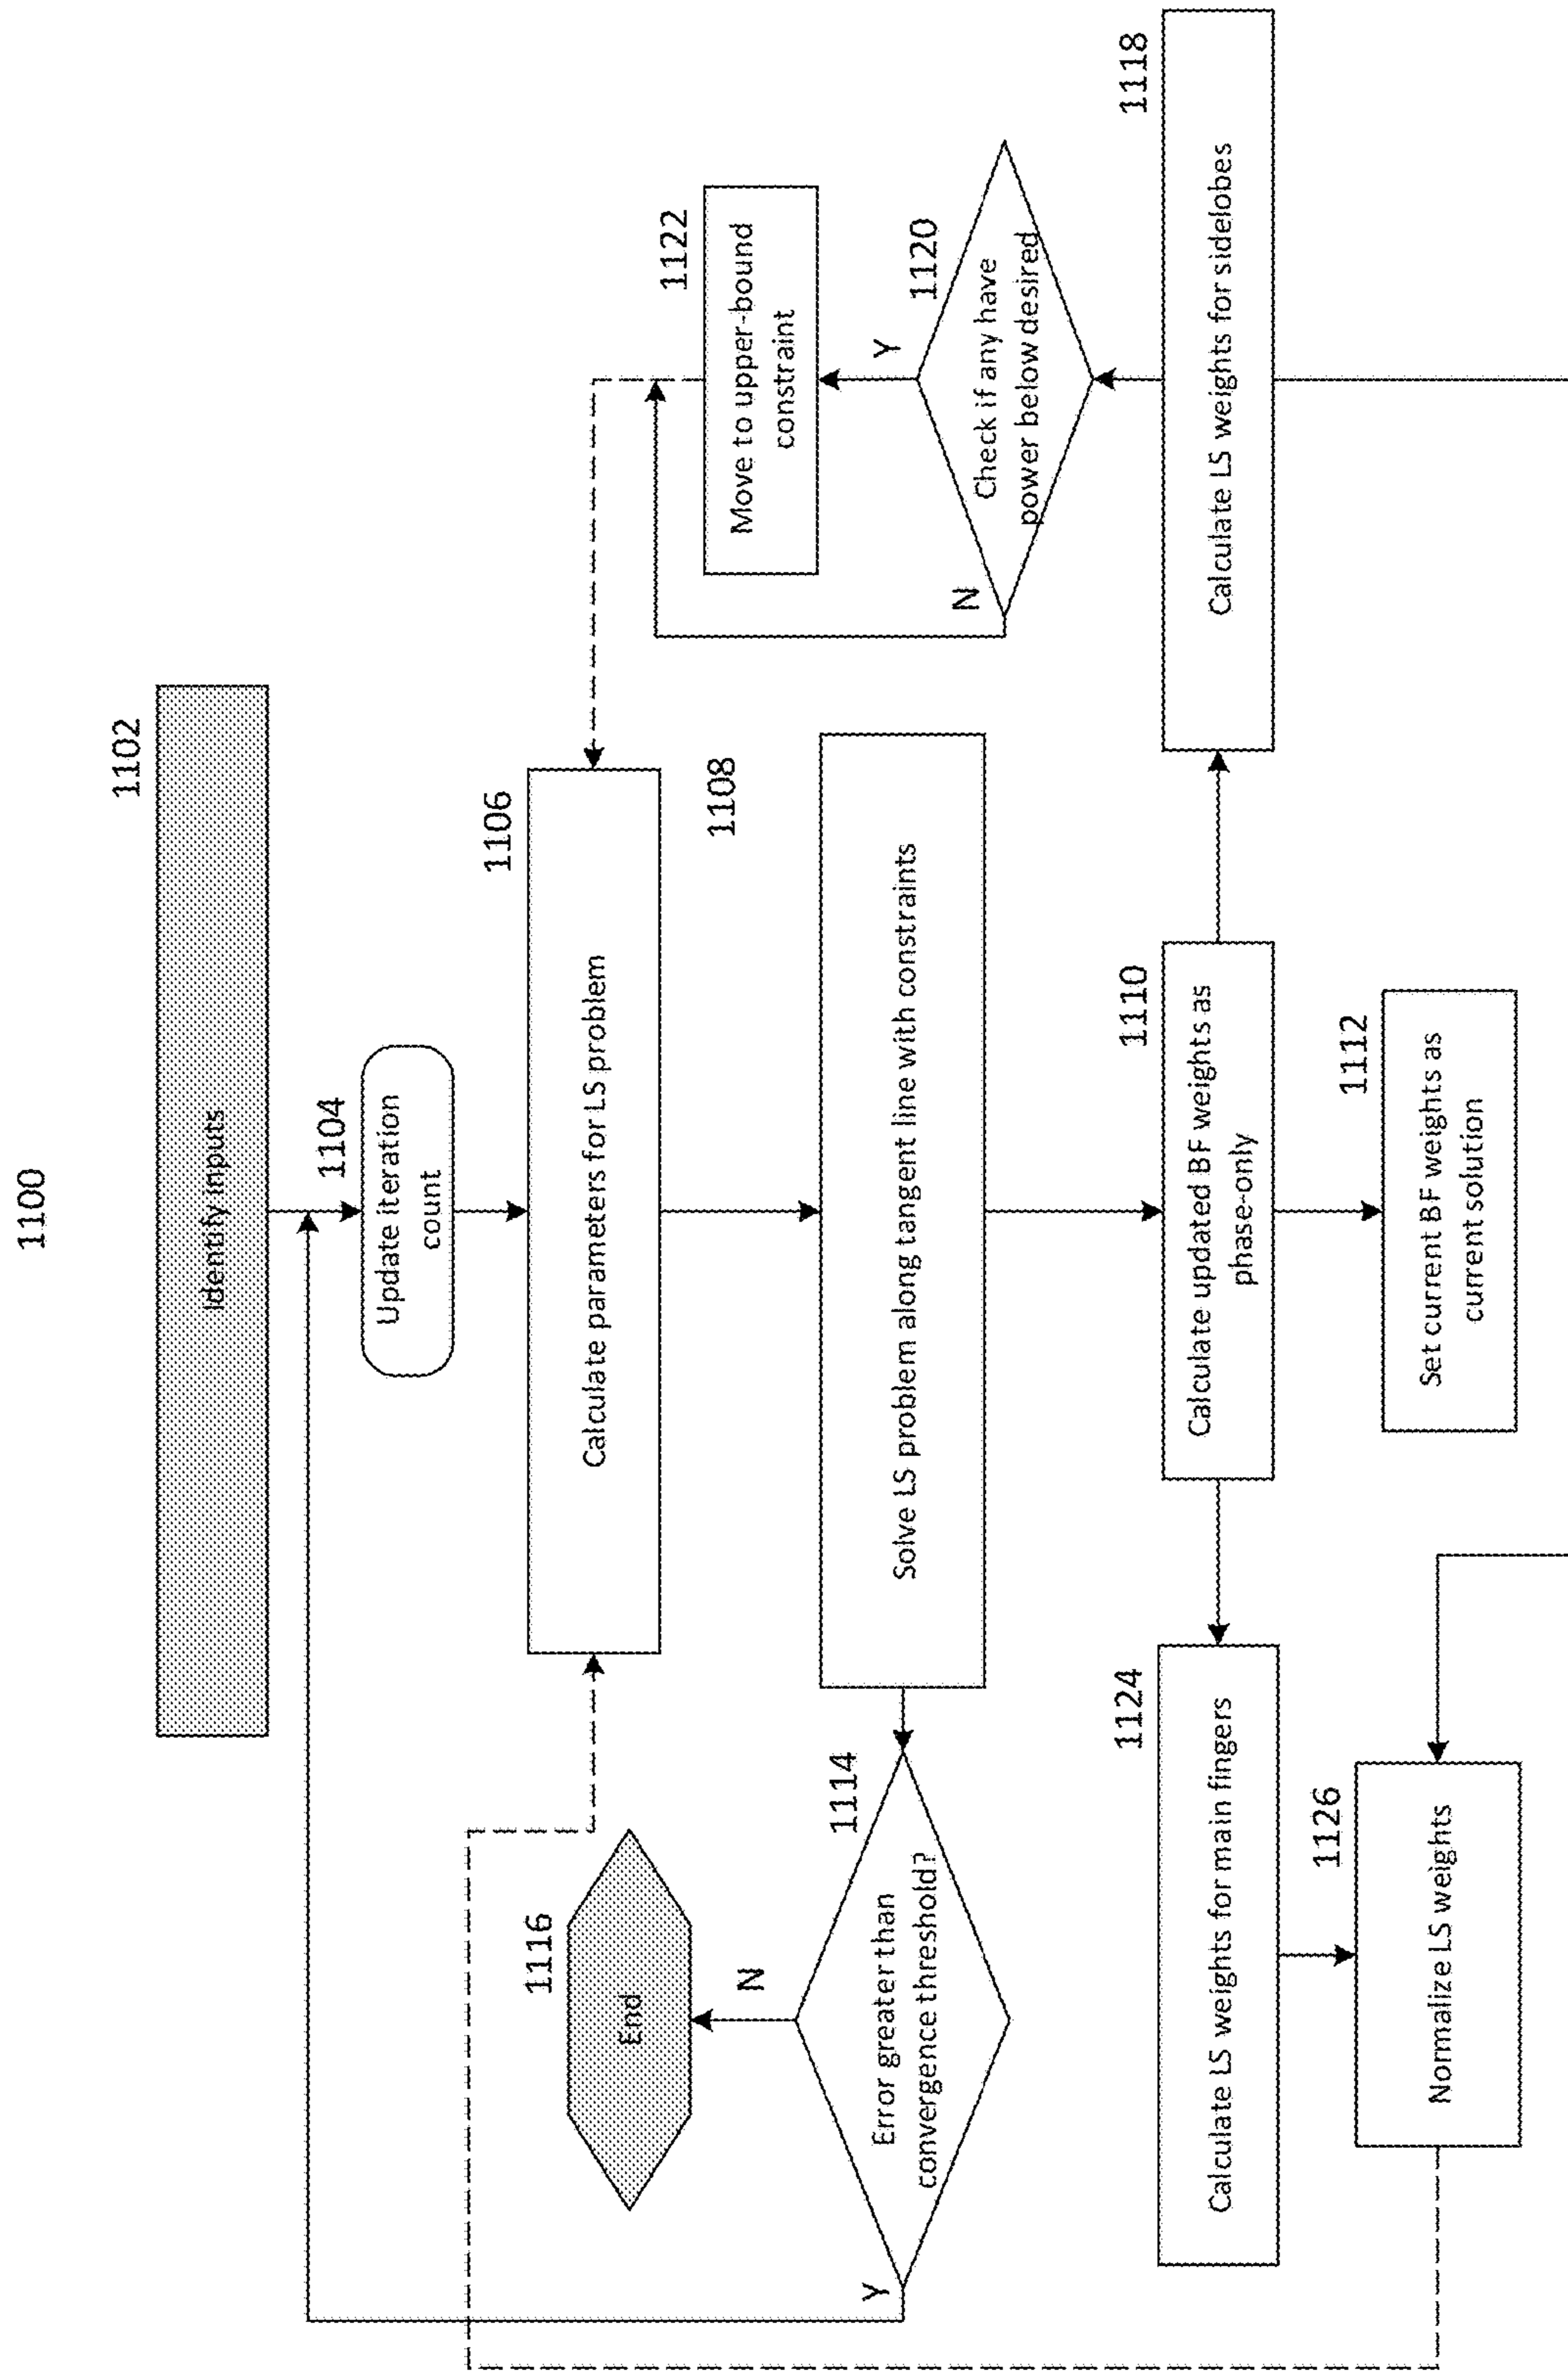 1100
1102
Identify inputs
1104
Update iteration
count
1106
Calculate parameters for LS problem
1108
Solve LS problem along tangent line with constraints
1110
Calculate updated BF weights as
phase-only
1112
Set current BF weights as
current solution
1114
Error greater than
convergence threshold?
Y
N
1116
End
1118
Calculate LS weights for sidelobes
1120
Check if any have
power below desired
Y
N
1122
Move to upper-bound
constraint
1124
Calculate LS weights for main fingers
1126
Normalize LS weights